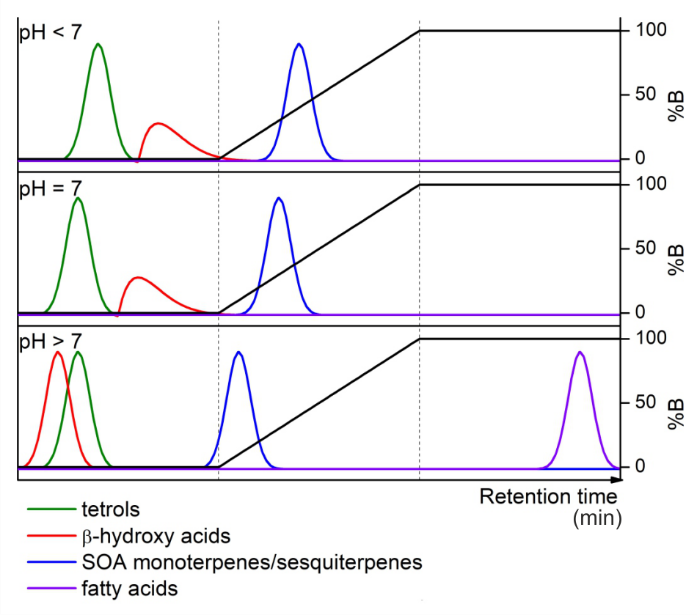 pH < 7
100
50
0
%B
pH = 7
100
50
0
%B
pH > 7
100
50
0
%B
Retention time
(min)
tetrols
β-hydroxy acids
SOA monoterpenes/sesquiterpenes
fatty acids